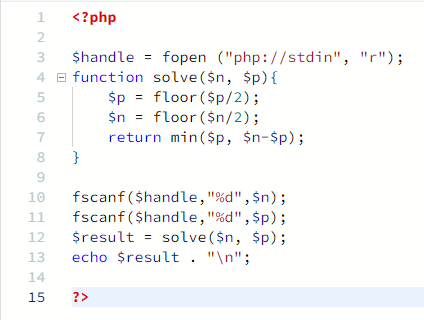 1 <?php
2
3 $handle = fopen ("php://stdin", "r");
4 function solve($n, $p){
5     $p = floor($p/2);
6     $n = floor($n/2);
7     return min($p, $n-$p);
8 }
9
10 fscanf($handle,"%d",$n);
11 fscanf($handle,"%d",$p);
12 $result = solve($n, $p);
13 echo $result . "\n";
14
15 ?>